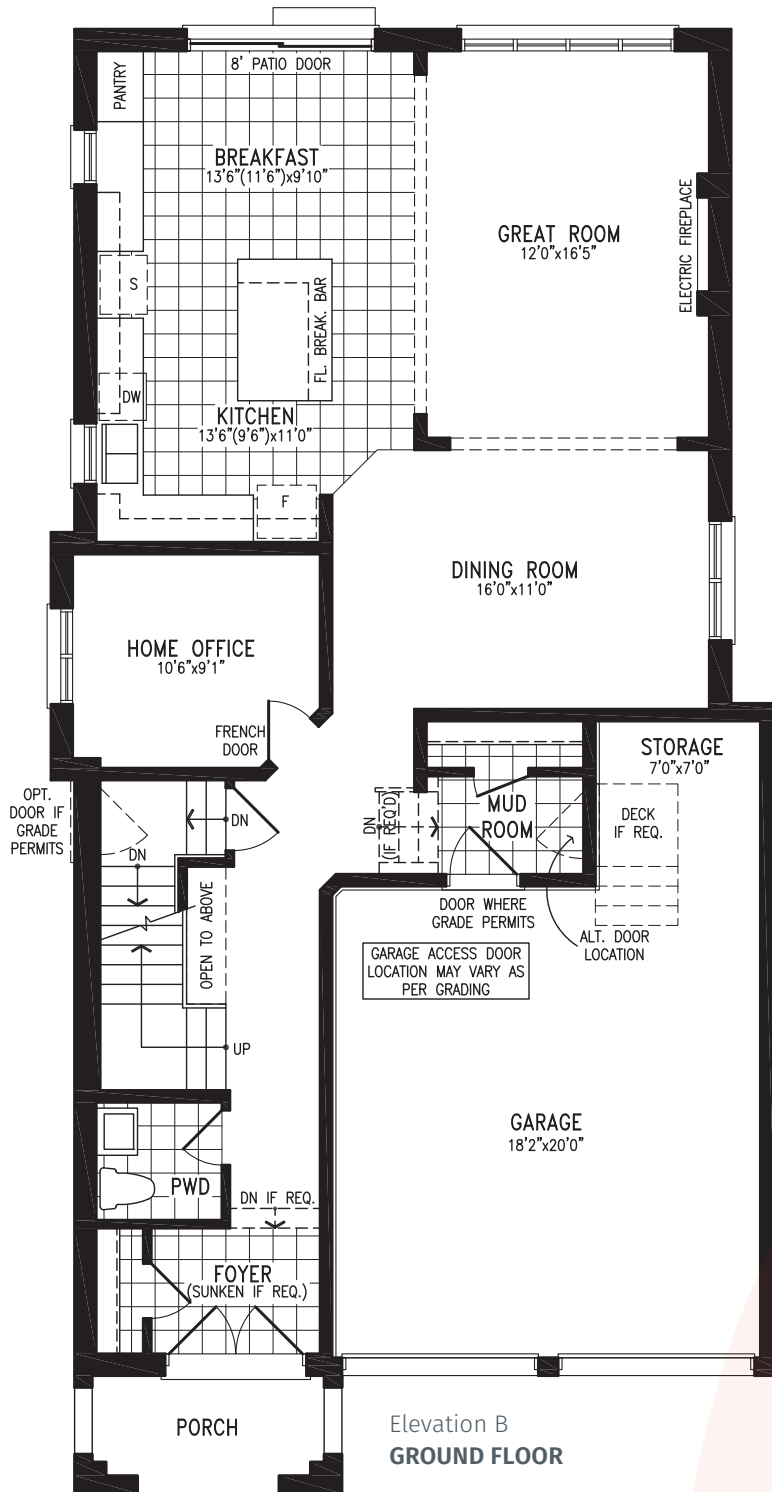 8' PATIO DOOR
PANTRY
BREAKFAST
13'6"(11'6")x9'10"
GREAT ROOM
12'0"x16'5"
ELECTRIC FIREPLACE
S
FL. BREAK. BAR
DW
KITCHEN
13'6"(9'6")x11'0"
F
DINING ROOM
16'0"x11'0"
HOME OFFICE
10'6"x9'1"
FRENCH
DOOR
STORAGE
7'0"x7'0"
OPT.
DOOR IF
GRADE
PERMITS
DN
DN
DN
(IF REQ'D)
MUD
ROOM
DECK
IF REQ.
OPEN TO ABOVE
DOOR WHERE
GRADE PERMITS
ALT. DOOR
LOCATION
GARAGE ACCESS DOOR
LOCATION MAY VARY AS
PER GRADING
UP
GARAGE
18'2"x20'0"
PWD
DN IF REQ.
FOYER
(SUNKEN IF REQ.)
PORCH
Elevation B
GROUND FLOOR